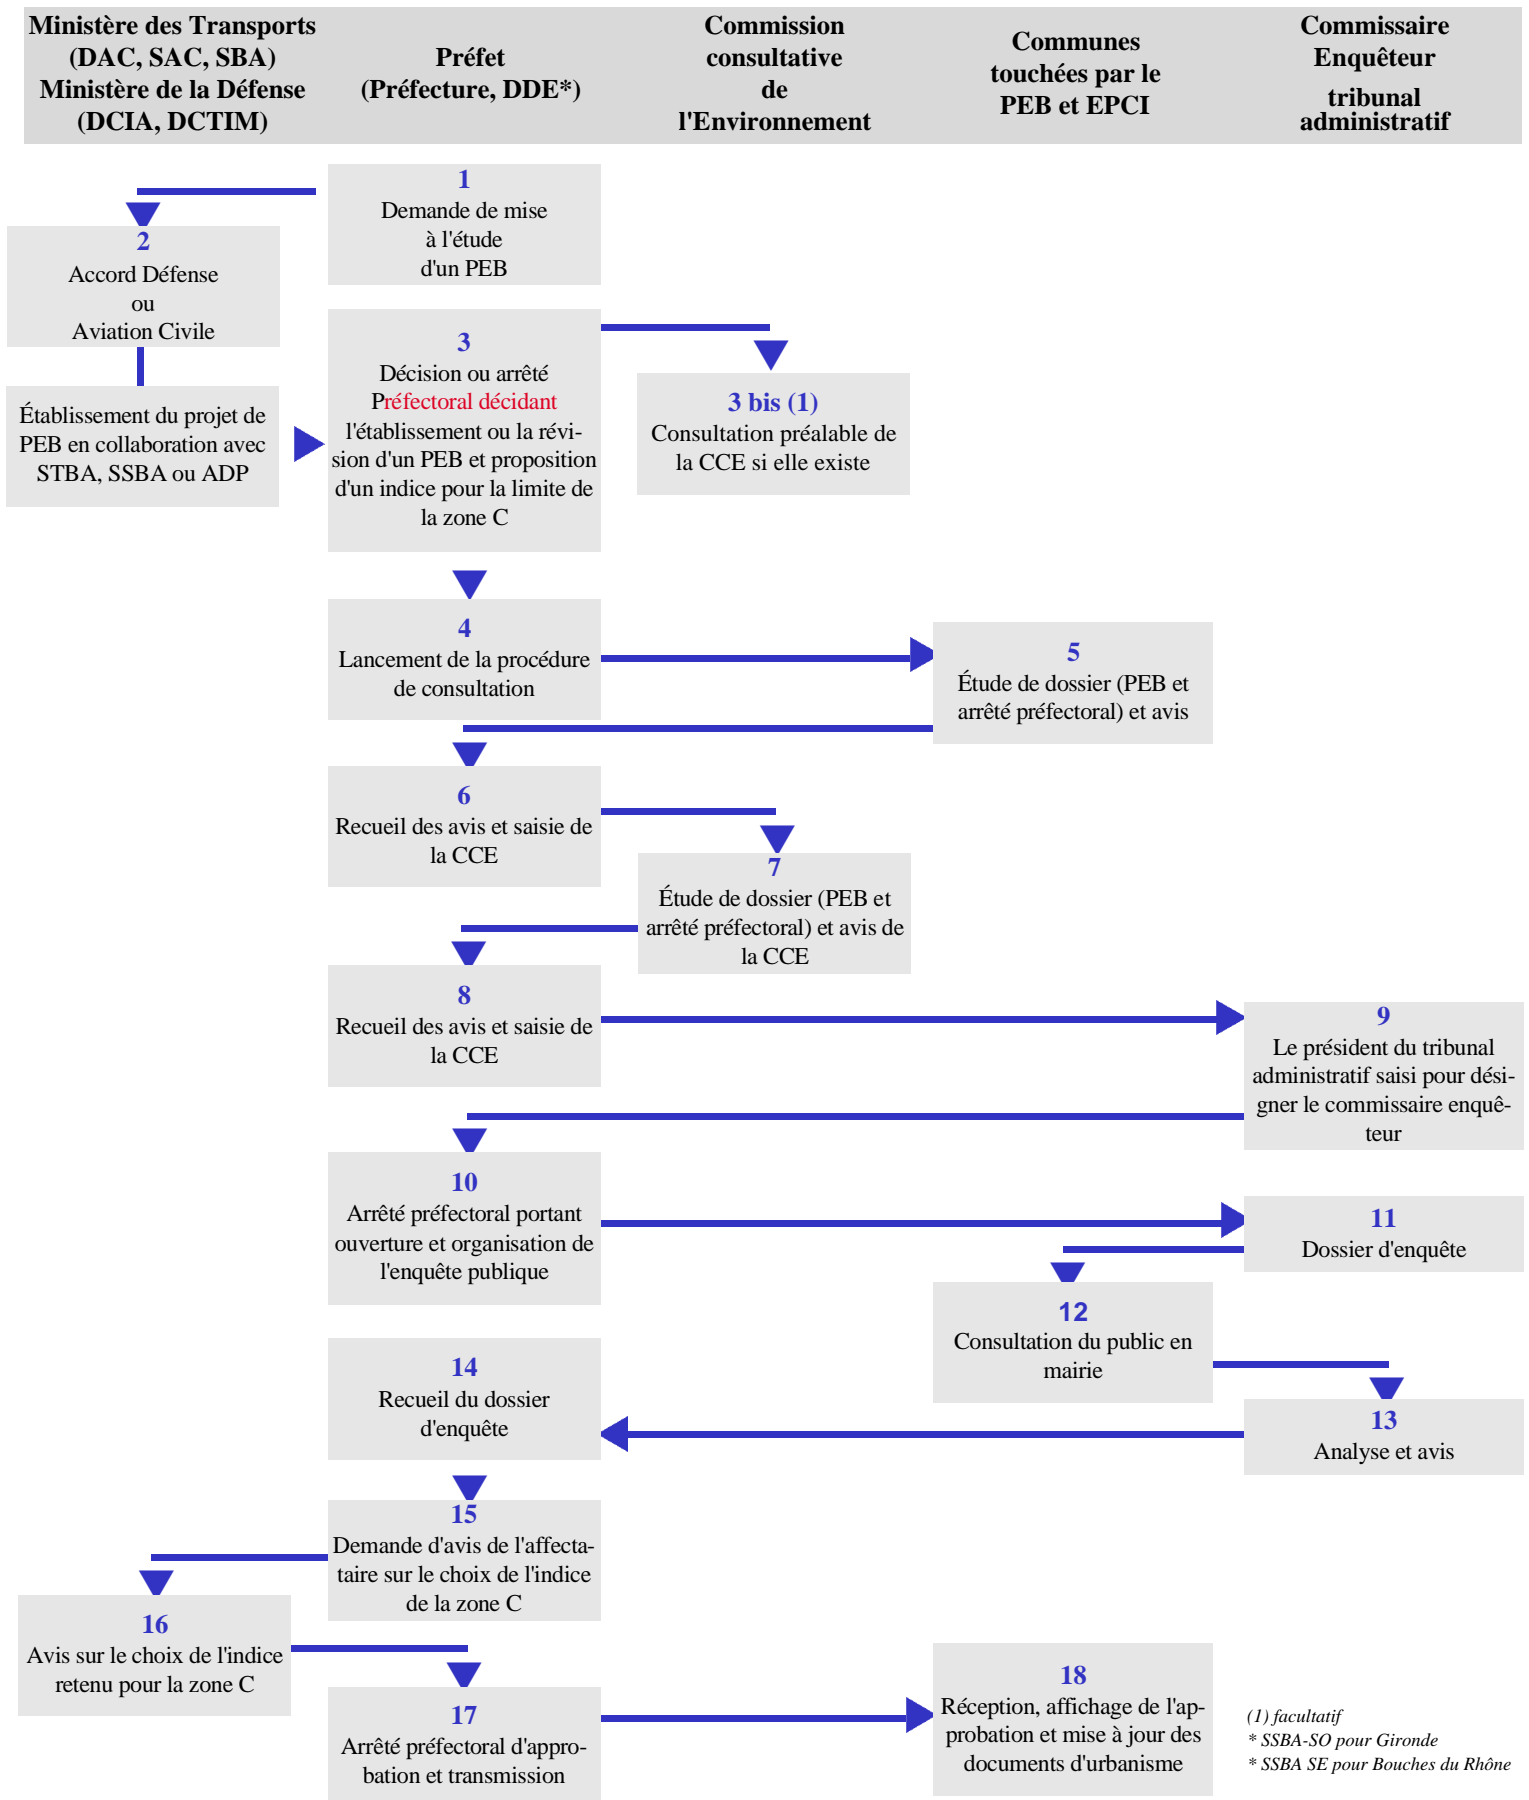 Ministère des Transports
(DAC, SAC, SBA)
Ministère de la Défense
(DCIA, DCTIM)
Préfet
(Préfecture, DDE*)
Commission
consultative
de
l'Environnement
Communes
touchées par le
PEB et EPCI
Commissaire
Enquêteur
tribunal
administratif
1
Demande de mise
à l'étude
d'un PEB
2
Accord Défense
ou
Aviation Civile
Établissement du projet de
PEB en collaboration avec
STBA, SSBA ou ADP
3
Décision ou arrêté
Préfectoral décidant
l'établissement ou la révi-
sion d'un PEB et proposition
d'un indice pour la limite de
la zone C
3 bis (1)
Consultation préalable de
la CCE si elle existe
4
Lancement de la procédure
de consultation
5
Étude de dossier (PEB et
arrêté préfectoral) et avis
6
Recueil des avis et saisie de
la CCE
7
Étude de dossier (PEB et
arrêté préfectoral) et avis de
la CCE
8
Recueil des avis et saisie de
la CCE
9
Le président du tribunal
administratif saisi pour dési-
gner le commissaire enquê-
teur
10
Arrêté préfectoral portant
ouverture et organisation de
l'enquête publique
11
Dossier d'enquête
12
Consultation du public en
mairie
13
Analyse et avis
14
Recueil du dossier
d'enquête
15
Demande d'avis de l'affecta-
taire sur le choix de l'indice
de la zone C
16
Avis sur le choix de l'indice
retenu pour la zone C
17
Arrêté préfectoral d'appro-
bation et transmission
18
Réception, affichage de l'ap-
probation et mise à jour des
documents d'urbanisme
(1) facultatif
* SSBA-SO pour Gironde
* SSBA SE pour Bouches du Rhône